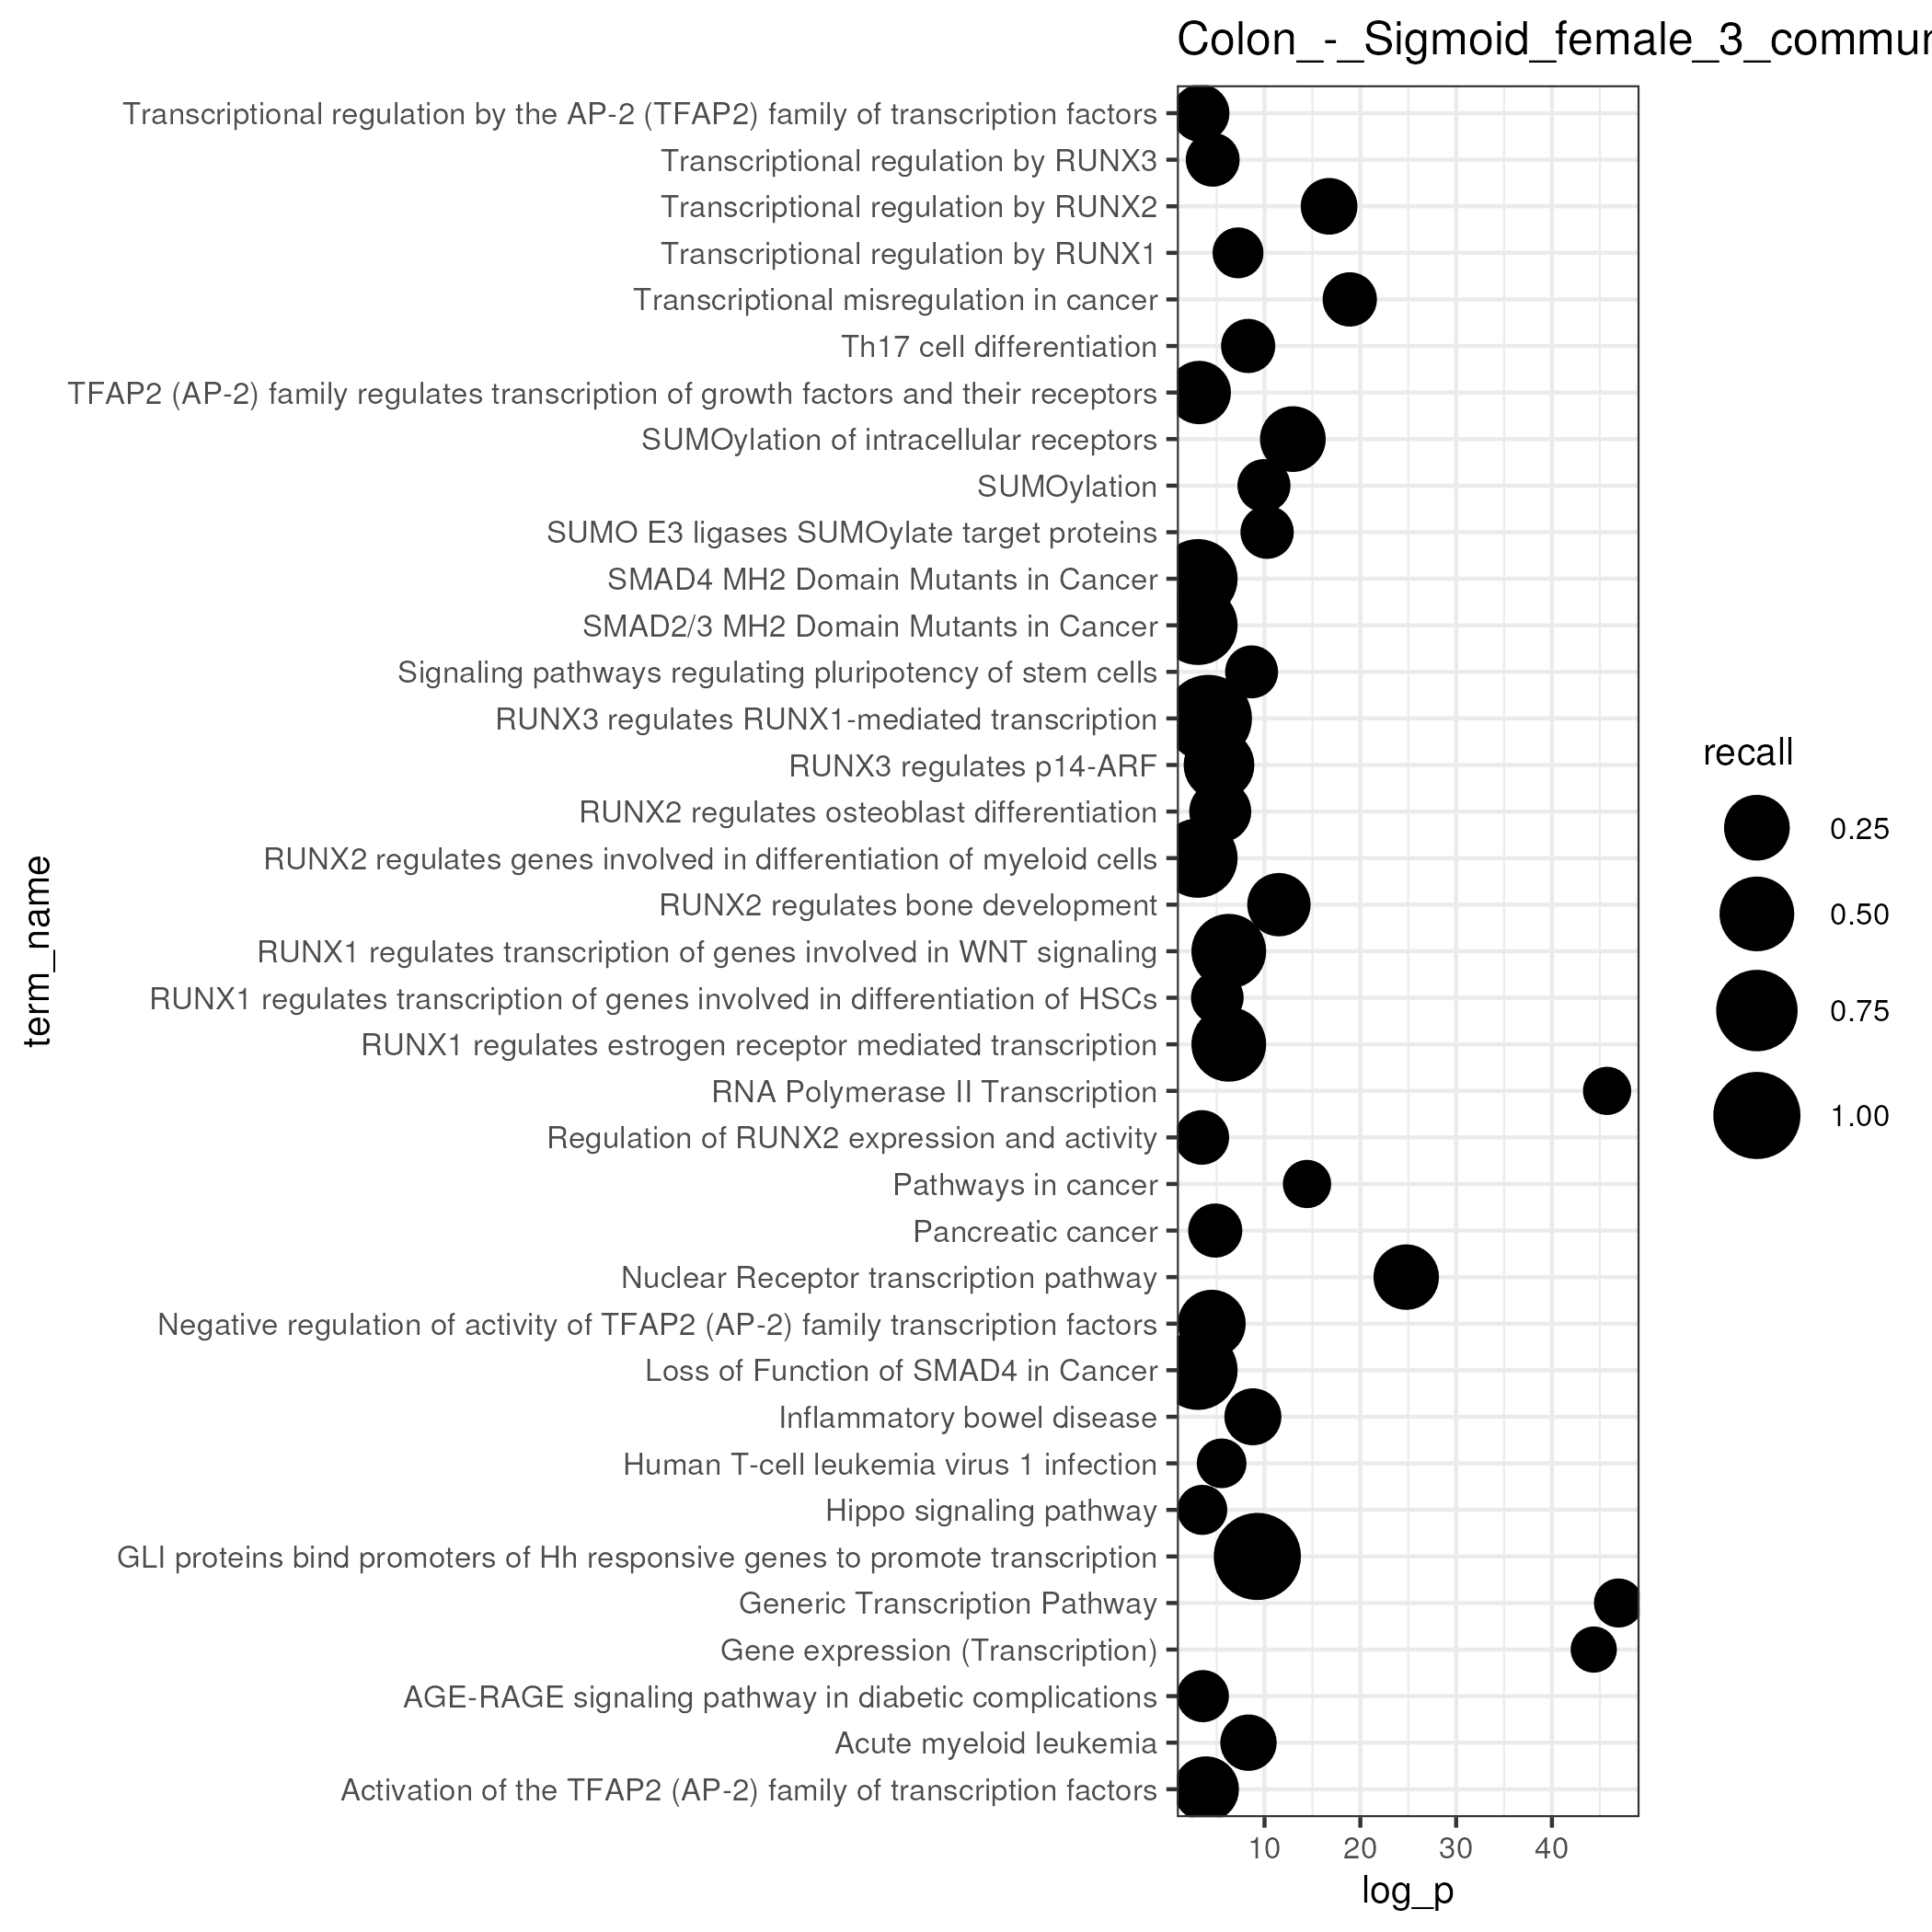 Colon_-_Sigmoid_female_3_commun
Transcriptional regulation by the AP-2 (TFAP2) family of transcription factors
Transcriptional regulation by RUNX3
Transcriptional regulation by RUNX2
Transcriptional regulation by RUNX1
Transcriptional misregulation in cancer
Th17 cell differentiation
TFAP2 (AP-2) family regulates transcription of growth factors and their receptors
SUMOylation of intracellular receptors
SUMOylation
SUMO E3 ligases SUMOylate target proteins
SMAD4 MH2 Domain Mutants in Cancer
SMAD2/3 MH2 Domain Mutants in Cancer
Signaling pathways regulating pluripotency of stem cells
RUNX3 regulates RUNX1-mediated transcription
RUNX3 regulates p14-ARF
RUNX2 regulates osteoblast differentiation
RUNX2 regulates genes involved in differentiation of myeloid cells
RUNX2 regulates bone development
RUNX1 regulates transcription of genes involved in WNT signaling
RUNX1 regulates transcription of genes involved in differentiation of HSCs
RUNX1 regulates estrogen receptor mediated transcription
RNA Polymerase II Transcription
Regulation of RUNX2 expression and activity
Pathways in cancer
Pancreatic cancer
Nuclear Receptor transcription pathway
Negative regulation of activity of TFAP2 (AP-2) family transcription factors
Loss of Function of SMAD4 in Cancer
Inflammatory bowel disease
Human T-cell leukemia virus 1 infection
Hippo signaling pathway
GLI proteins bind promoters of Hh responsive genes to promote transcription
Generic Transcription Pathway
Gene expression (Transcription)
AGE-RAGE signaling pathway in diabetic complications
Acute myeloid leukemia
Activation of the TFAP2 (AP-2) family of transcription factors
term_name
10 20 30 40
log_p
recall
0.25
0.50
0.75
1.00